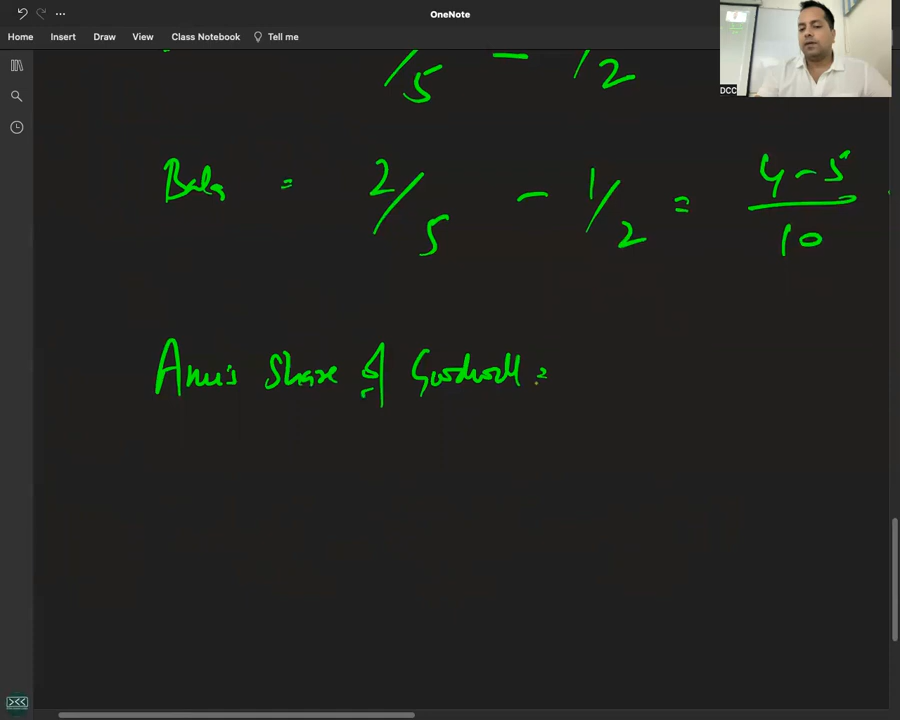 OneNote
Home Insert Draw View Class Notebook Tell me
/5 - 1/2
DCC
Bala = 2/5 - 1/2 = 4-5/10
Anu's Share of Goodwill =